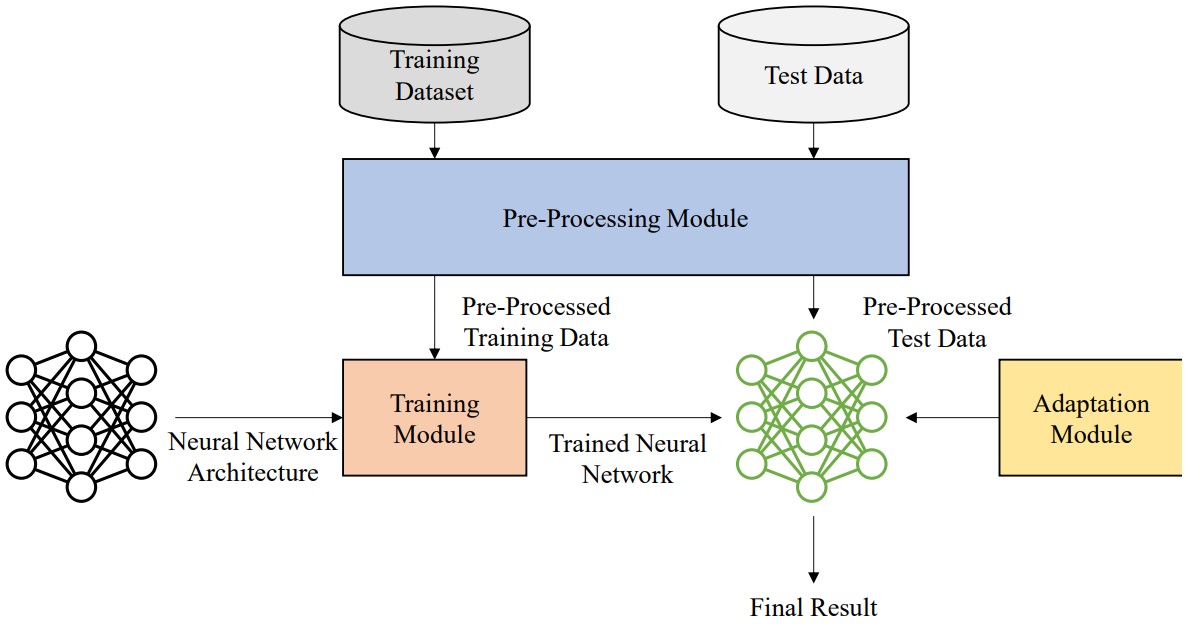 Training
Dataset
Test Data
Pre-Processing Module
Pre-Processed
Training Data
Pre-Processed
Test Data
Neural Network
Architecture
Training
Module
Trained Neural
Network
Adaptation
Module
Final Result